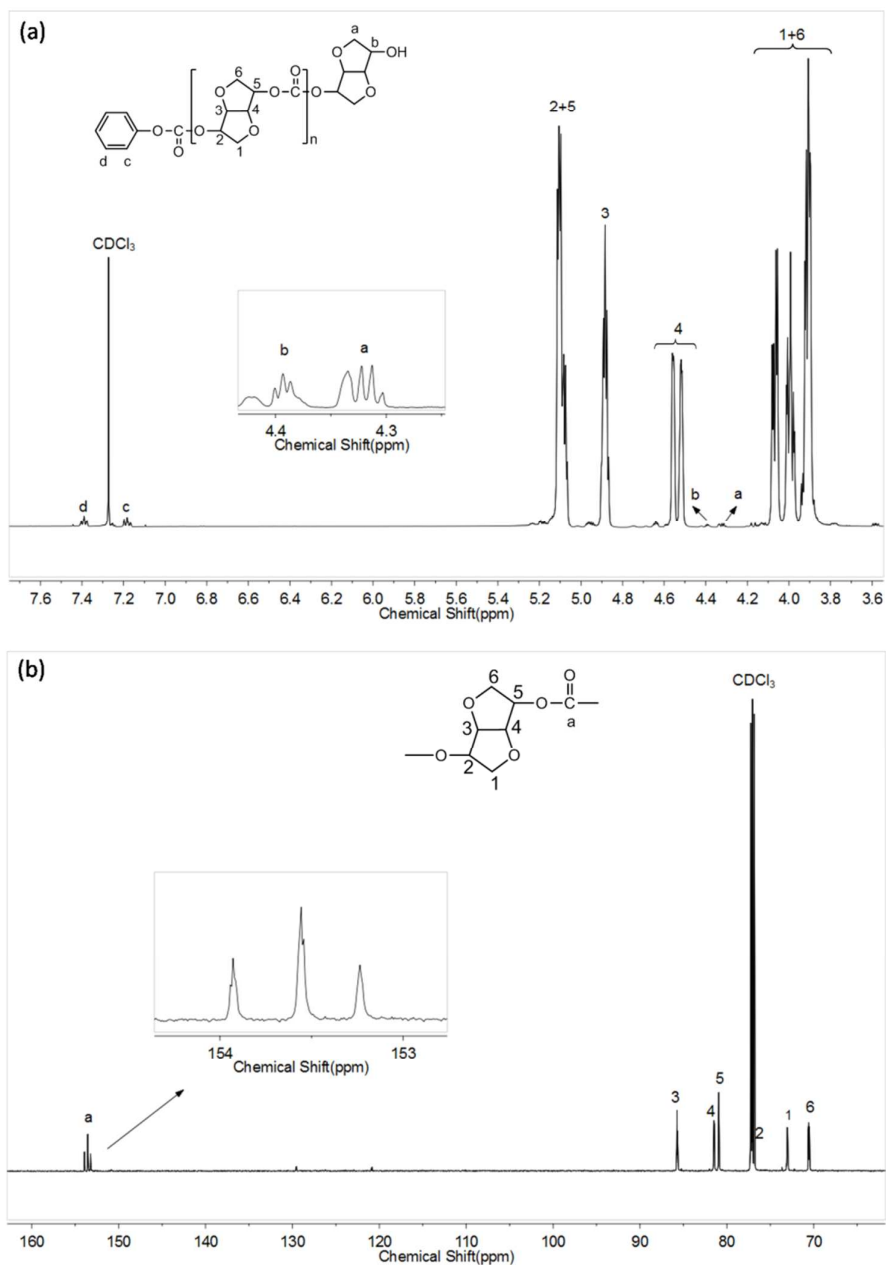 (a)
a
b
OH
O
O
6
5
O
O
O
O
O
3
4
O
O
O
O
O
2
1
n
d
c
CDCl3
d
c
b
a
4.4
4.3
Chemical Shift(ppm)
2+5
3
4
b
a
1+6
7.6 7.4 7.2 7.0 6.8 6.6 6.4 6.2 6.0 5.8 5.6 5.4 5.2 5.0 4.8 4.6 4.4 4.2 4.0 3.8 3.6
Chemical Shift(ppm)
(b)
6
5
O
O
O
a
3
4
O
O
2
1
CDCl3
154
153
Chemical Shift(ppm)
a
3
4
5
2
1
6
160 150 140 130 120 110 100 90 80 70
Chemical Shift(ppm)